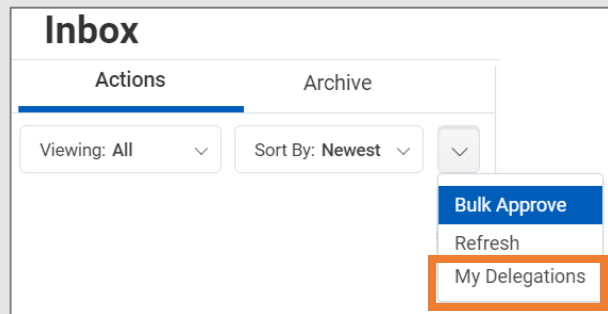 Inbox
Actions Archive
Viewing: All Sort By: Newest
Bulk Approve
Refresh
My Delegations